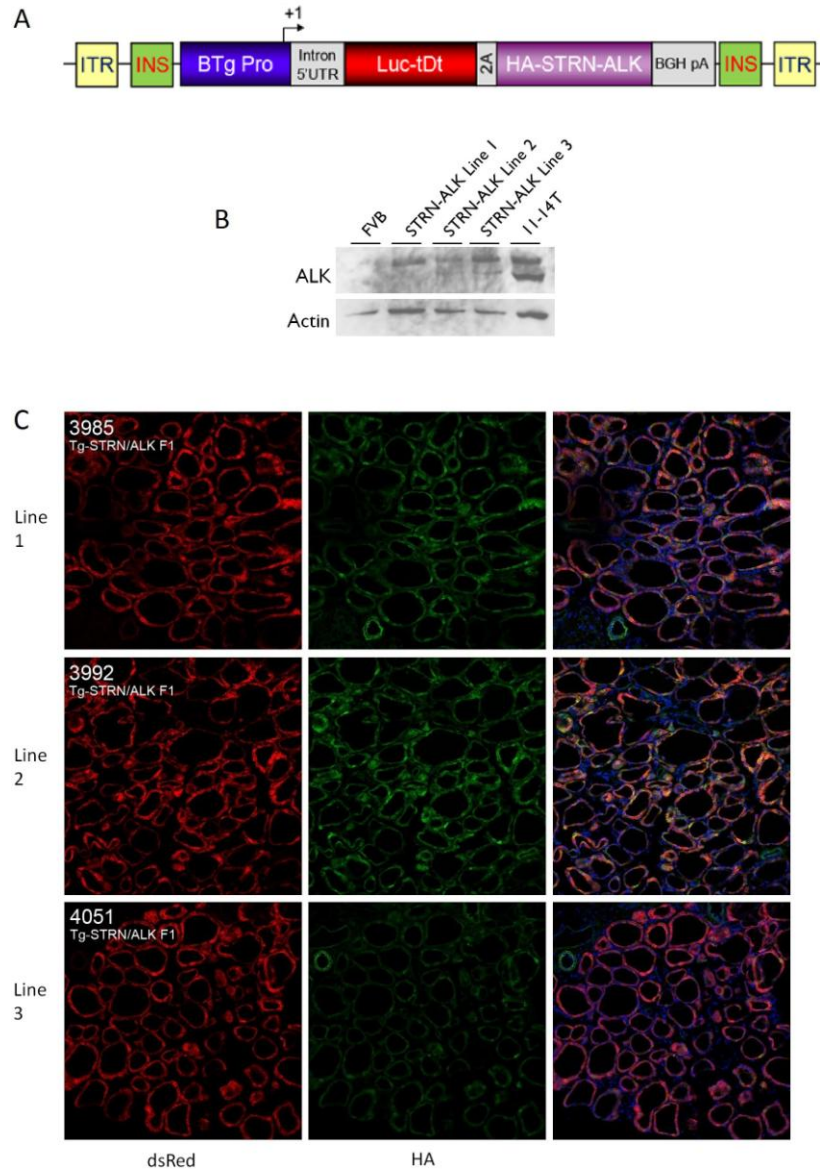 A
+1
ITR INS BTg Pro Intron 5'UTR Luc-tDt 2A HA-STRN-ALK BGH pA INS ITR
B
FVB
STRN-ALK Line 1
STRN-ALK Line 2
STRN-ALK Line 3
11-14T
ALK
Actin
C
Line 1
3985
Tg-STRN/ALK F1
Line 2
3992
Tg-STRN/ALK F1
Line 3
4051
Tg-STRN/ALK F1
dsRed HA